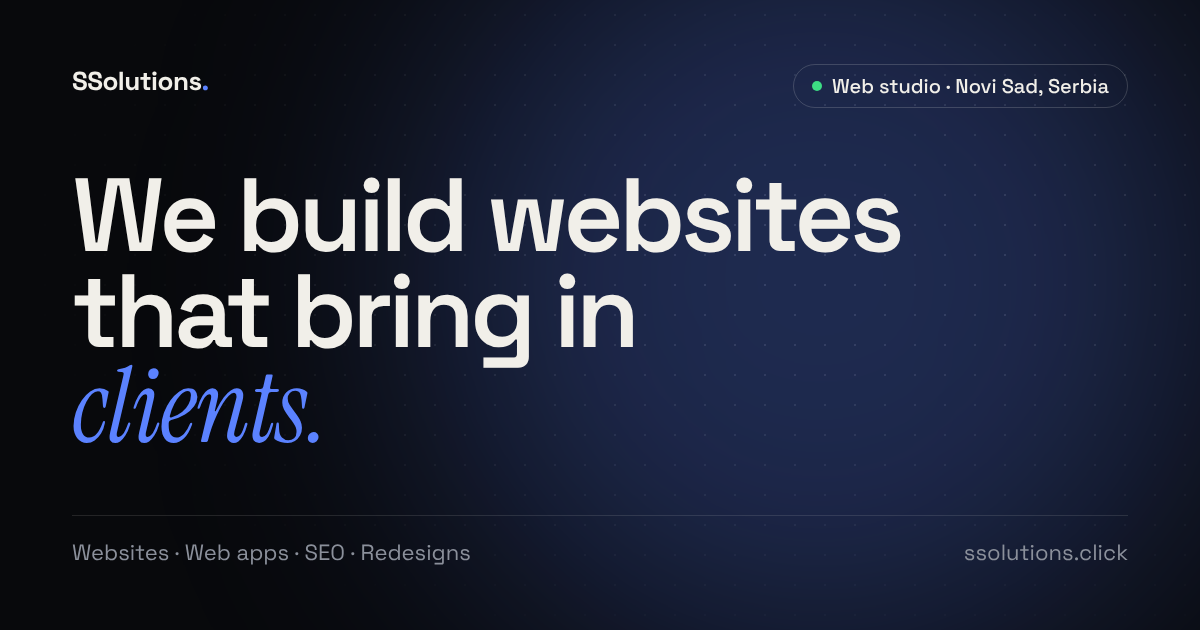 SSolutions.
Web studio · Novi Sad, Serbia
We build websites
that bring in
clients.
Websites · Web apps · SEO · Redesigns
ssolutions.click